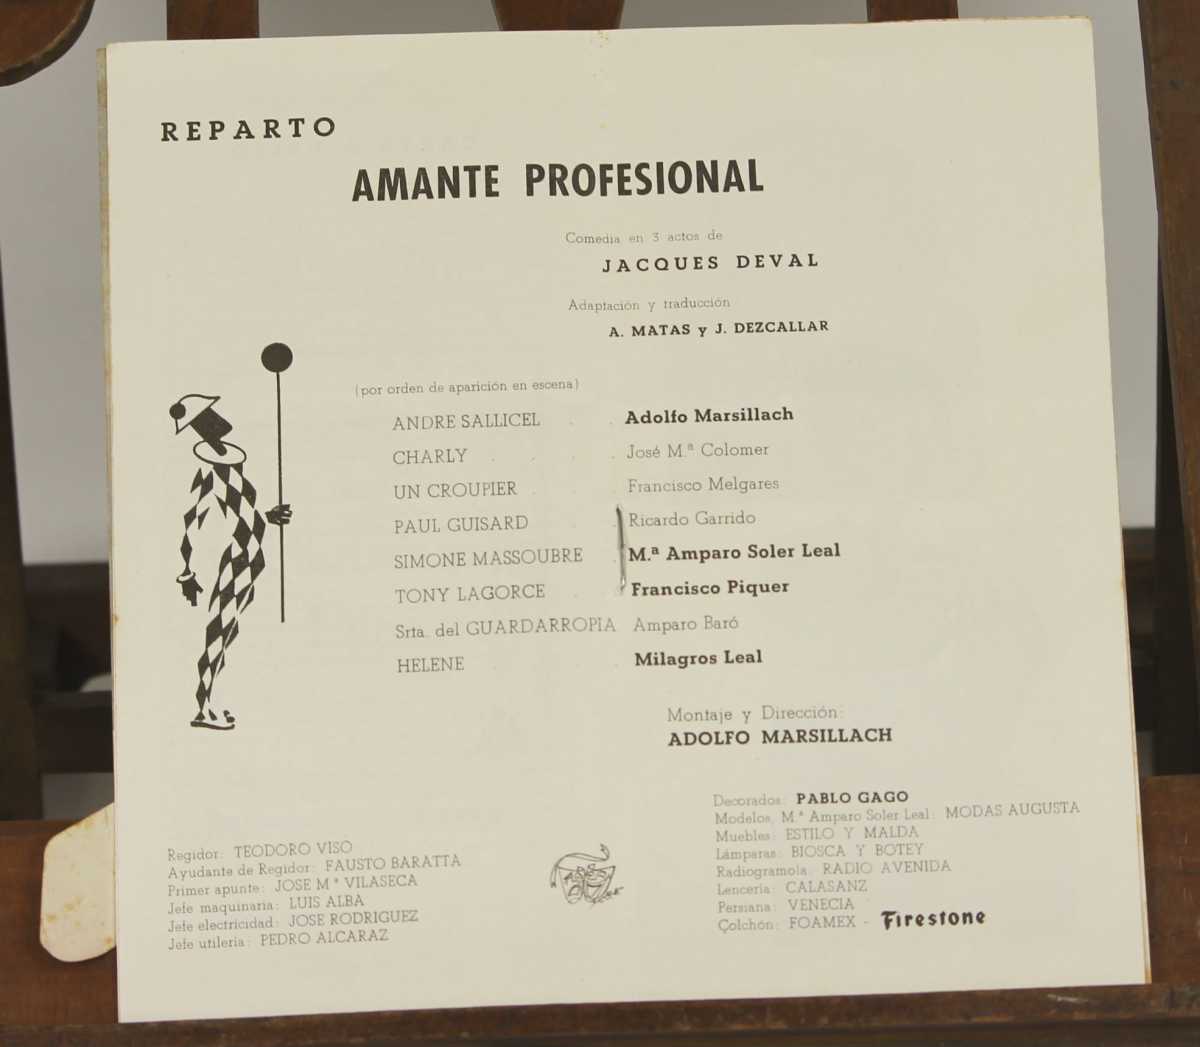 REPARTO
AMANTE PROFESIONAL
Comedia en 3 actos de
JACQUES DEVAL
Adaptación y traducción
A. MATAS y J. DEZCALLAR
(por orden de aparición en escena)
ANDRE SALLICEL . . Adolfo Marsillach
CHARLY . . . . José M.ª Colomer
UN CROUPIER . . . Francisco Melgares
PAUL GUISARD . . Ricardo Garrido
SIMONE MASSOUBRE . M.ª Amparo Soler Leal
TONY LAGORCE . . Francisco Piquer
Srta. del GUARDARROPIA Amparo Baró
HELENE . . . . Milagros Leal
Montaje y Dirección:
ADOLFO MARSILLACH
Decorados: PABLO GAGO
Modelos, M.ª Amparo Soler Leal: MODAS AUGUSTA
Muebles: ESTILO Y MALDA
Lámparas: BIOSCA Y BOTEY
Radiogramola: RADIO AVENIDA
Lencería: CALASANZ
Persiana: VENECIA
Colchón: FOAMEX - Firestone
Regidor: TEODORO VISO
Ayudante de Regidor: FAUSTO BARATTA
Primer apunte: JOSE Mª VILASECA
Jefe maquinaria: LUIS ALBA
Jefe electricidad: JOSE RODRIGUEZ
Jefe utilería: PEDRO ALCARAZ